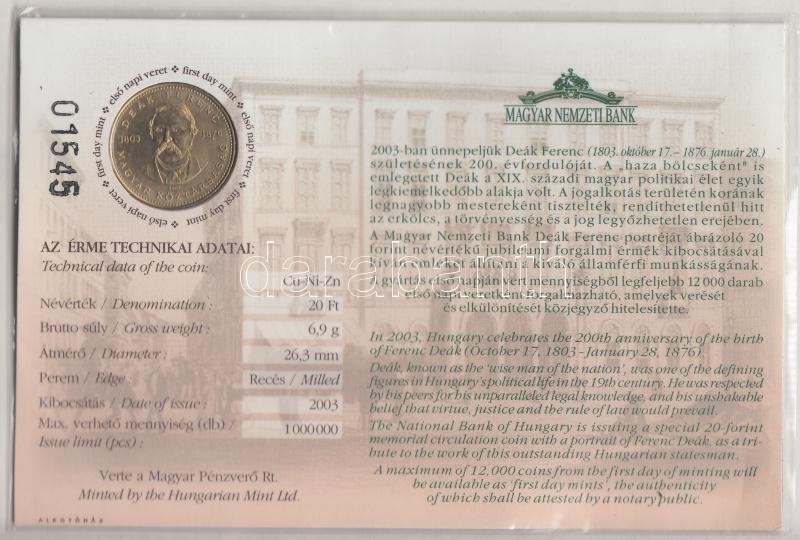 01545
első napi veret ❖ first day mint ❖ első napi veret ❖ first day mint ❖ első napi veret ❖ first day mint ❖
DEÁK FERENC
1803 1876
MAGYAR KÖZTÁRSASÁG
MAGYAR NEMZETI BANK
AZ ÉRME TECHNIKAI ADATAI:
Technical data of the coin:
Cu-Ni-Zn
Névérték / Denomination : 20 Ft
Bruttó súly / Gross weight : 6,9 g
Átmérő / Diameter : 26,3 mm
Perem / Edge : Recés / Milled
Kibocsátás / Date of issue : 2003
Max. verhető mennyiség (db) /
Issue limit (pcs) : 1 000 000
Verte a Magyar Pénzverő Rt.
Minted by the Hungarian Mint Ltd.
ALKOTÓHÁZ
2003-ban ünnepeljük Deák Ferenc (1803. október 17. – 1876. január 28.)
születésének 200. évfordulóját. A „haza bölcseként" is
emlegetett Deák a XIX. századi magyar politikai élet egyik
legkiemelkedőbb alakja volt. A jogalkotás területén korának
legnagyobb mestereként tisztelték, rendíthetetlenül hitt
az erkölcs, a törvényesség és a jog legyőzhetetlen erejében.
A Magyar Nemzeti Bank Deák Ferenc portréját ábrázoló 20
forint névértékű jubileumi forgalmi érmék kibocsátásával
kíván emléket állítani a kiváló államférfi munkásságának.
A gyártás első napján vert mennyiségből legfeljebb 12 000 darab
első napi veretként forgalmazható, amelyek verését
és elkülönítését közjegyző hitelesítette.
In 2003, Hungary celebrates the 200th anniversary of the birth
of Ferenc Deák (October 17, 1803 - January 28, 1876).
Deák, known as the 'wise man of the nation', was one of the defining
figures in Hungary's political life in the 19th century. He was respected
by his peers for his unparalleled legal knowledge, and his unshakable
belief that virtue, justice and the rule of law would prevail.
The National Bank of Hungary is issuing a special 20-forint
memorial circulation coin with a portrait of Ferenc Deák, as a tri-
bute to the work of this outstanding Hungarian statesman.
A maximum of 12,000 coins from the first day of minting will
be available as 'first day mints', the authenticity
of which shall be attested by a notary public.
darabanth.com